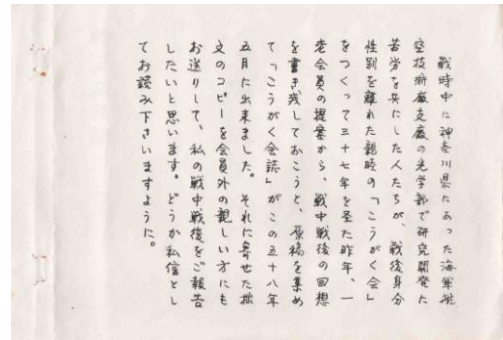 戦時中に神奈川県にあった海軍航
空技術廠支廠の光学部で研究開発に
苦労を共にした人たちが、戦後身分
性別を離れた親睦の「こうがく会」
をつくって三十七年を経た昨年、一
老会員の提案から、戦中戦後の回想
を書き残しておこうと、原稿を集め
て「こうがく会誌」がこの五十八年
五月に出来ました。それに寄せた拙
文のコピーを会員外の親しい方にも
お送りして、私の戦中戦後をご報告
したいと思います。どうか私信とし
てお読み下さいますように。